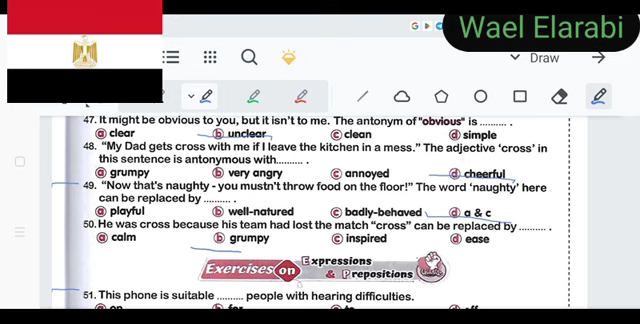 Wael Elarabi
Draw
47. It might be obvious to you, but it isn't to me. The antonym of "obvious" is .......... .
ⓐ clear ⓑ unclear ⓒ clean ⓓ simple
48. "My Dad gets cross with me if I leave the kitchen in a mess." The adjective 'cross' in
this sentence is antonymous with.......... .
ⓐ grumpy ⓑ very angry ⓒ annoyed ⓓ cheerful
49. "Now that's naughty - you mustn't throw food on the floor!" The word 'naughty' here
can be replaced by .......... .
ⓐ playful ⓑ well-natured ⓒ badly-behaved ⓓ a & c
50. He was cross because his team had lost the match "cross" can be replaced by .......... .
ⓐ calm ⓑ grumpy ⓒ inspired ⓓ ease
Exercises on Expressions
& Prepositions
51. This phone is suitable .......... people with hearing difficulties.